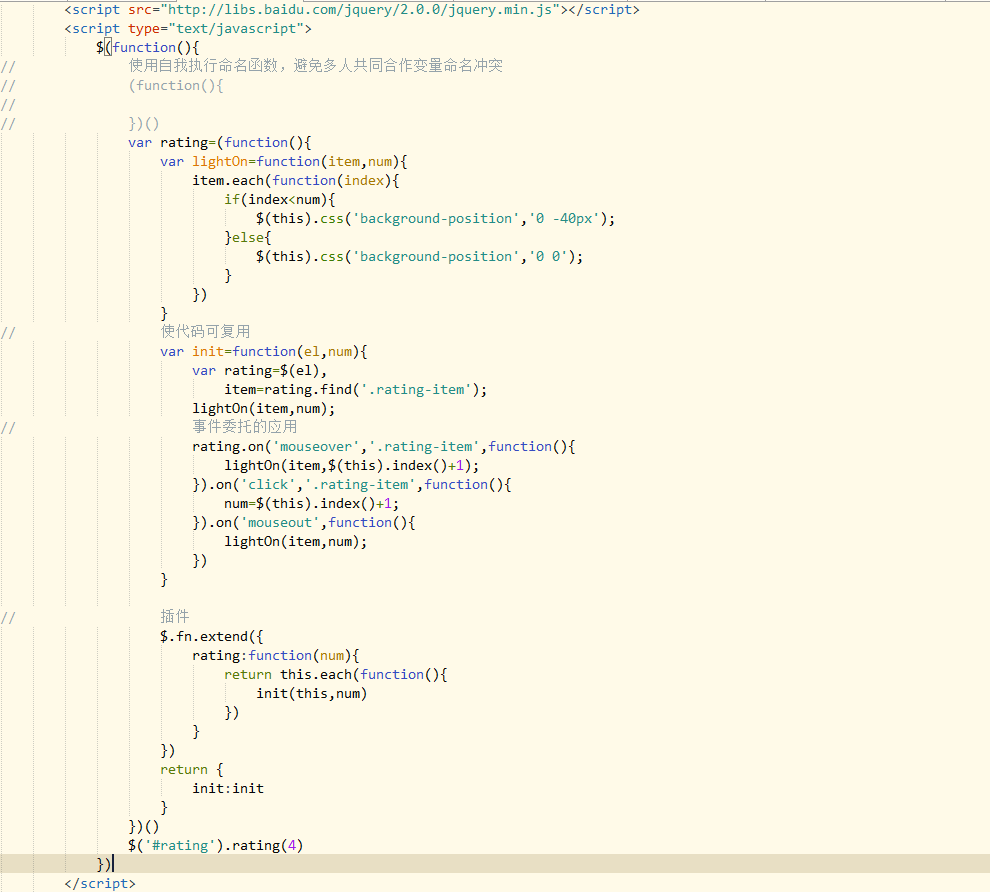 <script src="http://libs.baidu.com/jquery/2.0.0/jquery.min.js"></script>
<script type="text/javascript">
$(function(){
// 使用自我执行命名函数，避免多人共同合作变量命名冲突
// (function(){
//
// })()
var rating=(function(){
var lightOn=function(item,num){
item.each(function(index){
if(index<num){
$(this).css('background-position','0 -40px');
}else{
$(this).css('background-position','0 0');
}
})
}
// 使代码可复用
var init=function(el,num){
var rating=$(el),
item=rating.find('.rating-item');
lightOn(item,num);
// 事件委托的应用
rating.on('mouseover','.rating-item',function(){
lightOn(item,$(this).index()+1);
}).on('click','.rating-item',function(){
num=$(this).index()+1;
}).on('mouseout',function(){
lightOn(item,num);
})
}
// 插件
$.fn.extend({
rating:function(num){
return this.each(function(){
init(this,num)
})
}
})
return {
init:init
}
})()
$('#rating').rating(4)
})
</script>